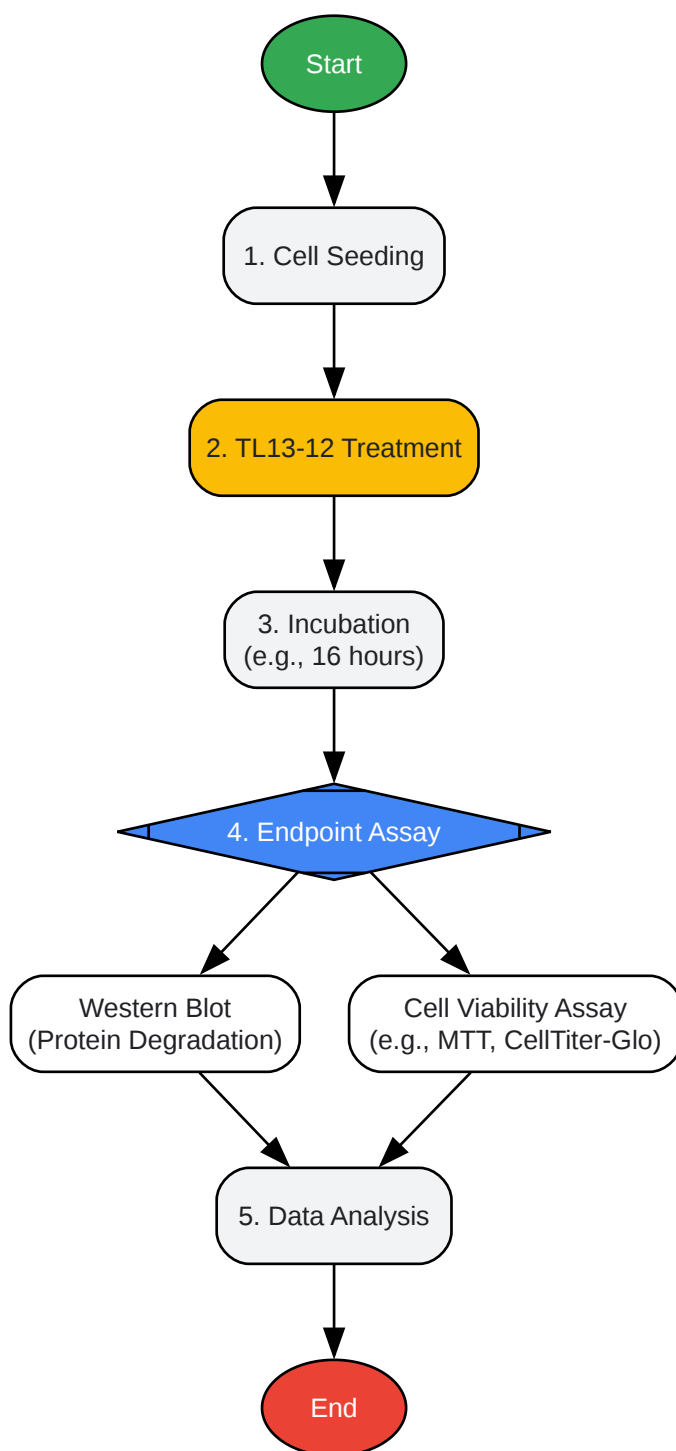 Start
1. Cell Seeding
2. TL13-12 Treatment
3. Incubation
(e.g., 16 hours)
4. Endpoint Assay
Western Blot
(Protein Degradation)
Cell Viability Assay
(e.g., MTT, CellTiter-Glo)
5. Data Analysis
End